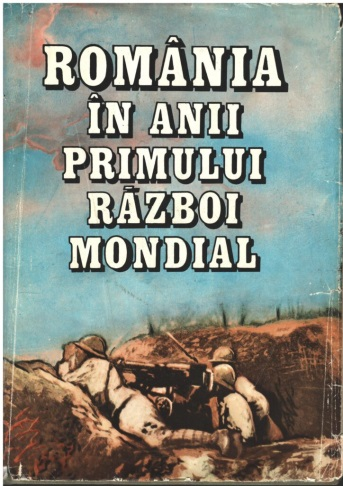 ROMÂNIA
ÎN ANII
PRIMULUI
RĂZBOI
MONDIAL